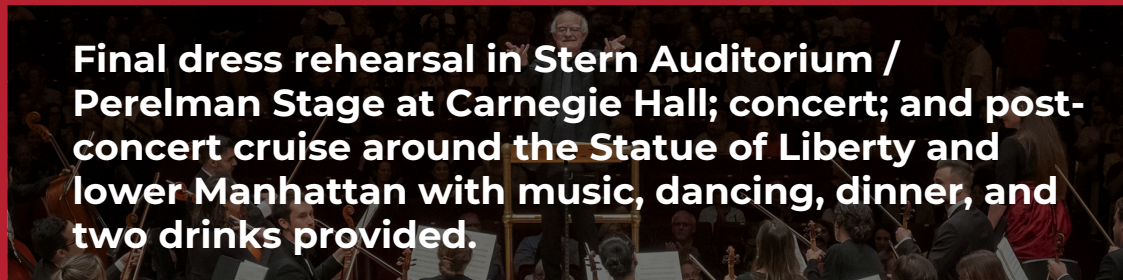 Final dress rehearsal in Stern Auditorium /
Perelman Stage at Carnegie Hall; concert; and post-
concert cruise around the Statue of Liberty and
lower Manhattan with music, dancing, dinner, and
two drinks provided.